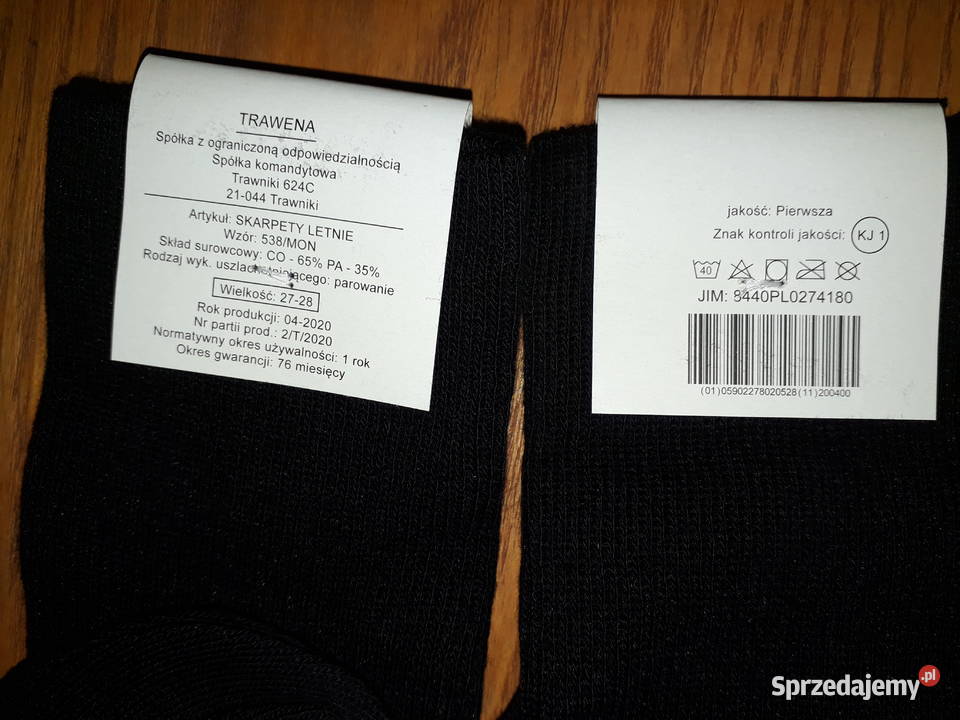 TRAWENA
Spółka z ograniczoną odpowiedzialnością
Spółka komandytowa
Trawniki 624C
21-044 Trawniki
Artykuł: SKARPETY LETNIE
Wzór: 538/MON
Skład surowcowy: CO - 65% PA - 35%
Rodzaj wyk. uszlachetniającego: parowanie
Wielkość: 27-28
Rok produkcji: 04-2020
Nr partii prod.: 2/T/2020
Normatywny okres używalności: 1 rok
Okres gwarancji: 76 miesięcy
jakość: Pierwsza
Znak kontroli jakości: KJ 1
40
JIM: 8440PL0274180
(01)05902278020528(11)200400
Sprzedajemy.pl